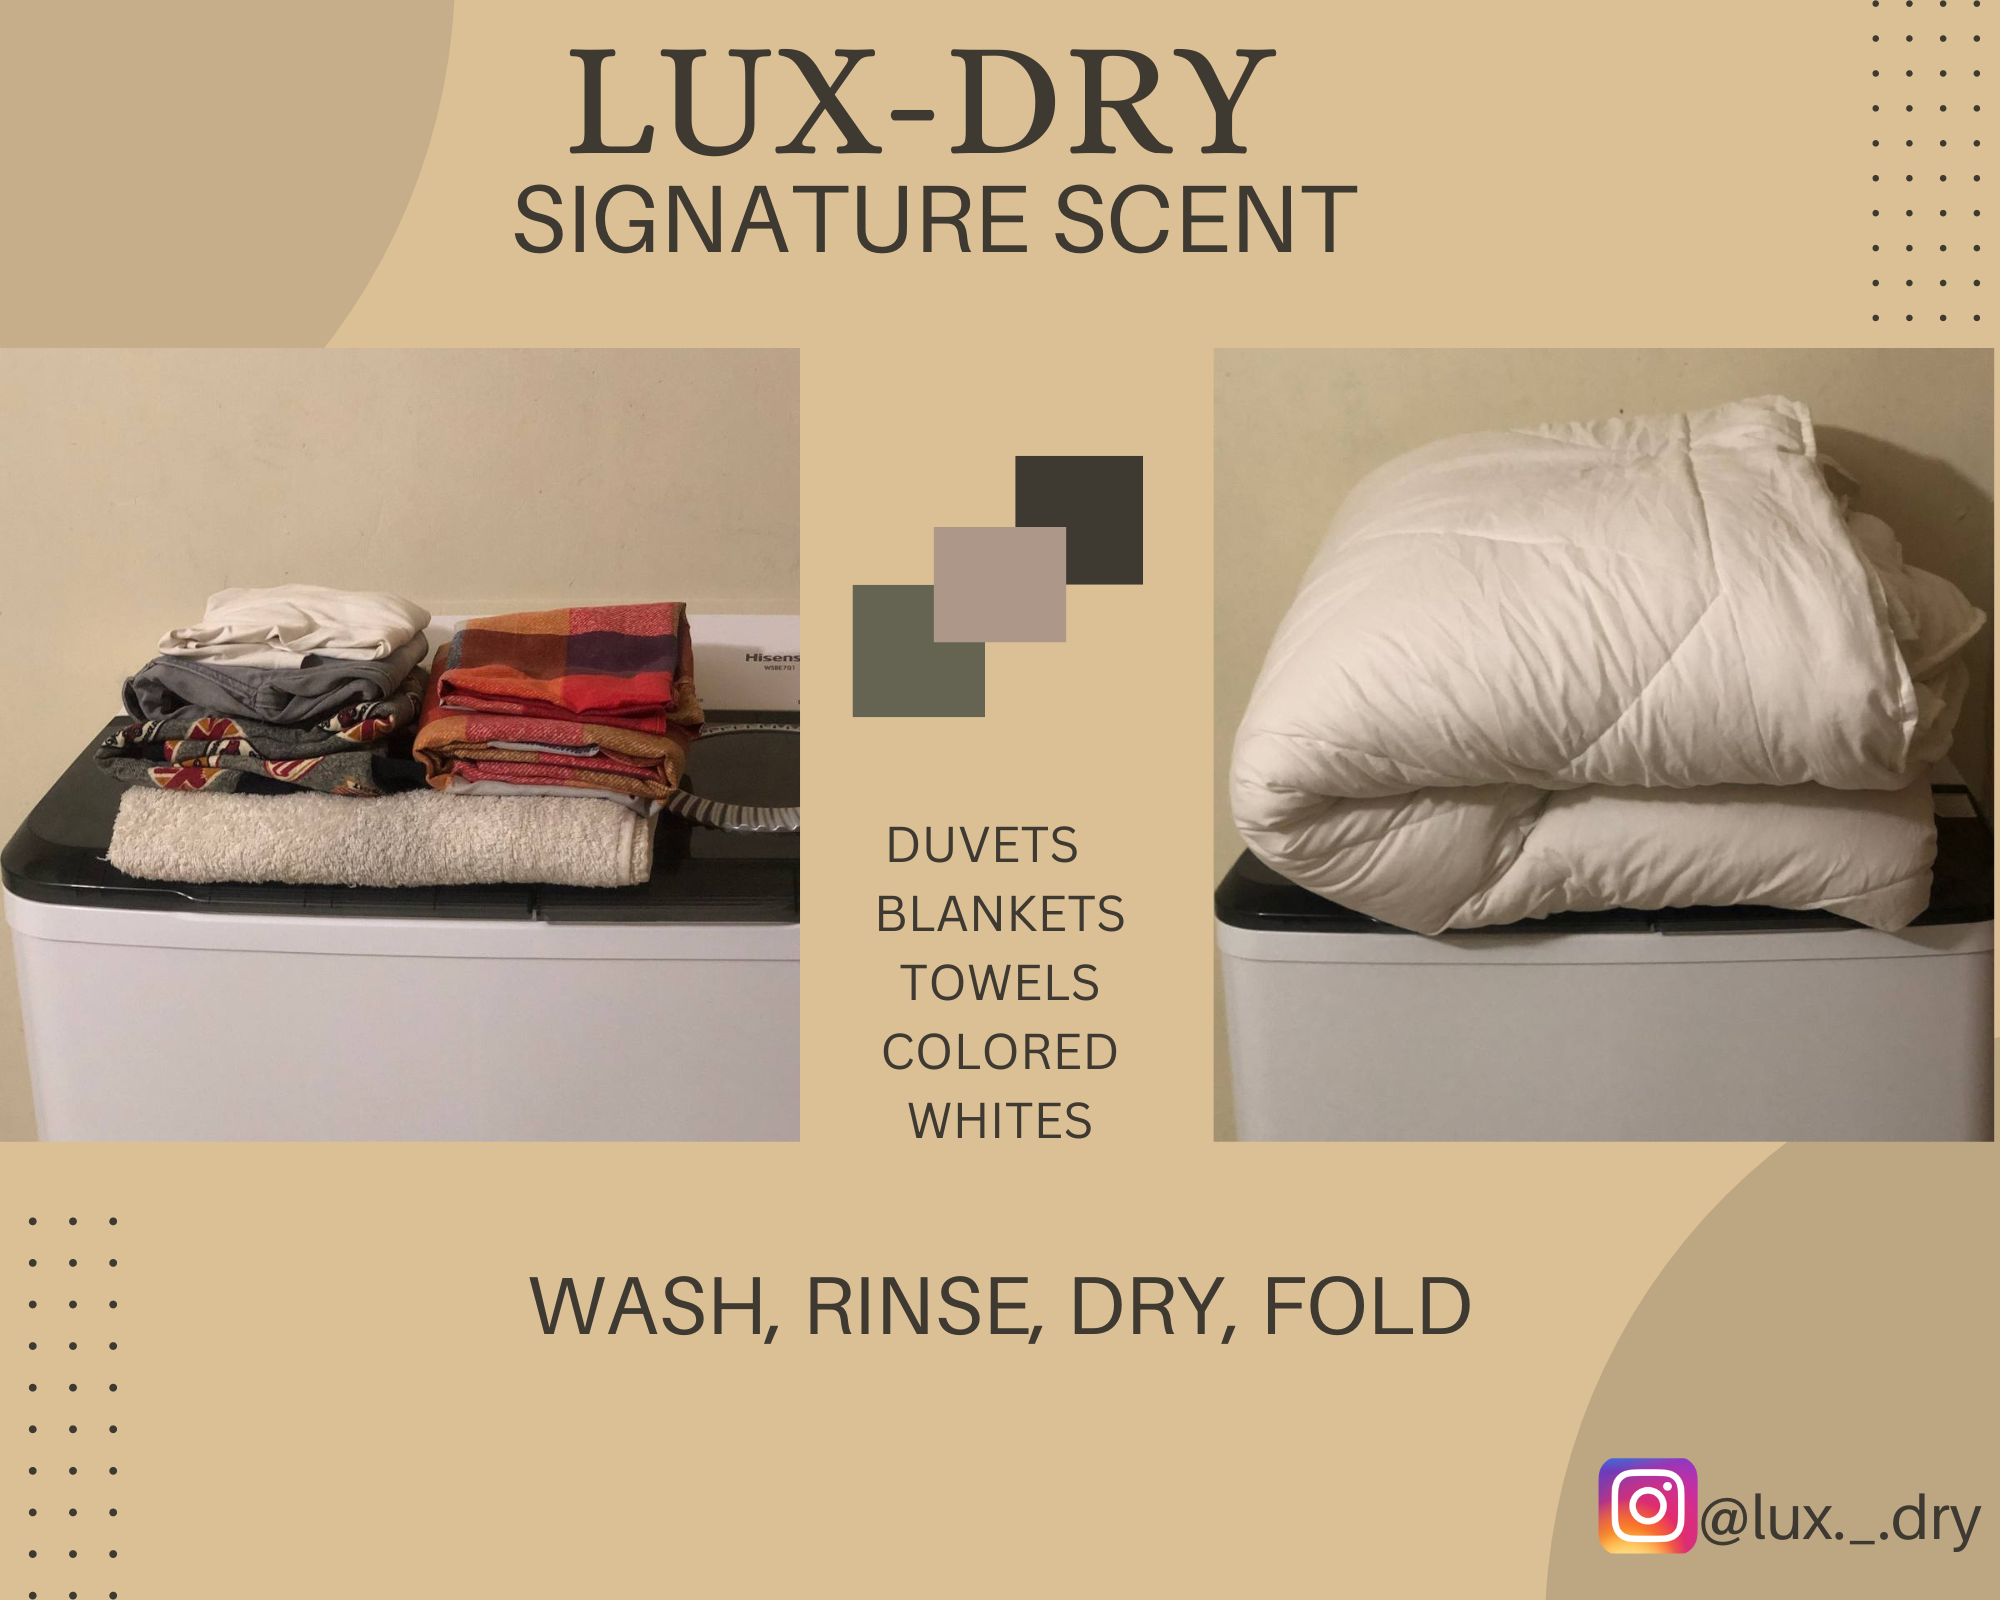 LUX-DRY
SIGNATURE SCENT
DUVETS
BLANKETS
TOWELS
COLORED
WHITES
WASH, RINSE, DRY, FOLD
@lux._.dry